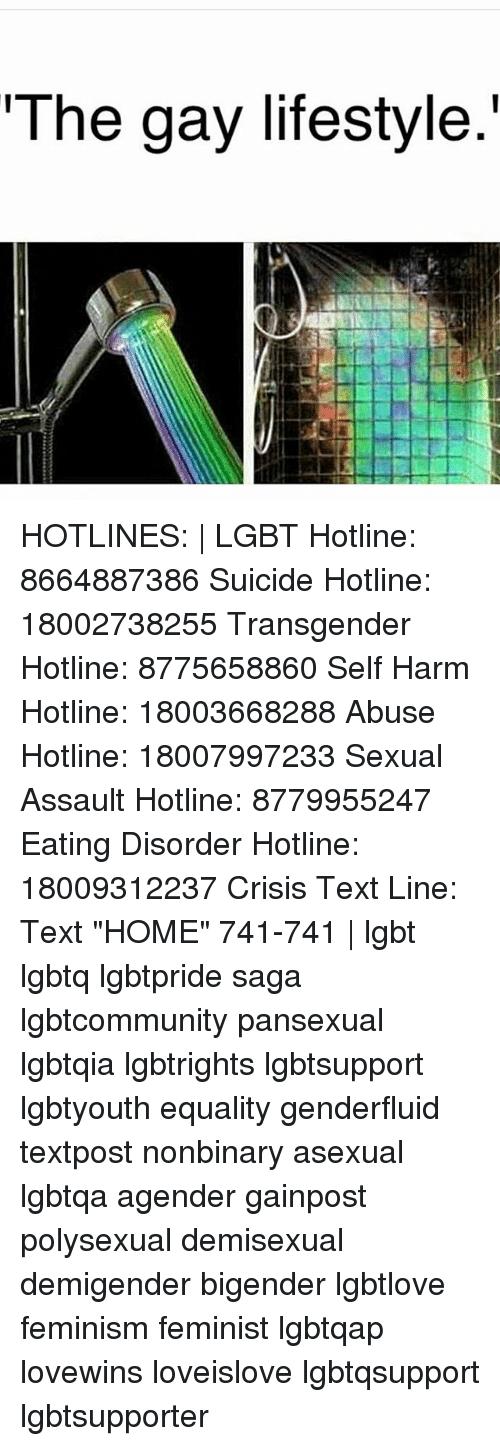 "The gay lifestyle."
HOTLINES: | LGBT Hotline:
8664887386 Suicide Hotline:
18002738255 Transgender
Hotline: 8775658860 Self Harm
Hotline: 18003668288 Abuse
Hotline: 18007997233 Sexual
Assault Hotline: 8779955247
Eating Disorder Hotline:
18009312237 Crisis Text Line:
Text "HOME" 741-741 | lgbt
lgbtq lgbtpride saga
lgbtcommunity pansexual
lgbtqia lgbtrights lgbtsupport
lgbtyouth equality genderfluid
textpost nonbinary asexual
lgbtqa agender gainpost
polysexual demisexual
demigender bigender lgbtlove
feminism feminist lgbtqap
lovewins loveislove lgbtqsupport
lgbtsupporter